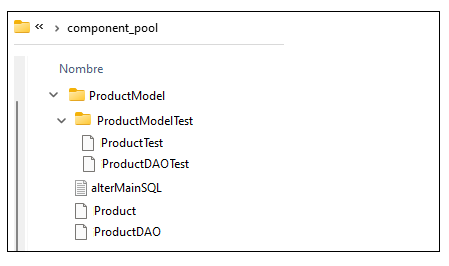 component_pool
Nombre
ProductModel
ProductModelTest
ProductTest
ProductDAOTest
alterMainSQL
Product
ProductDAO